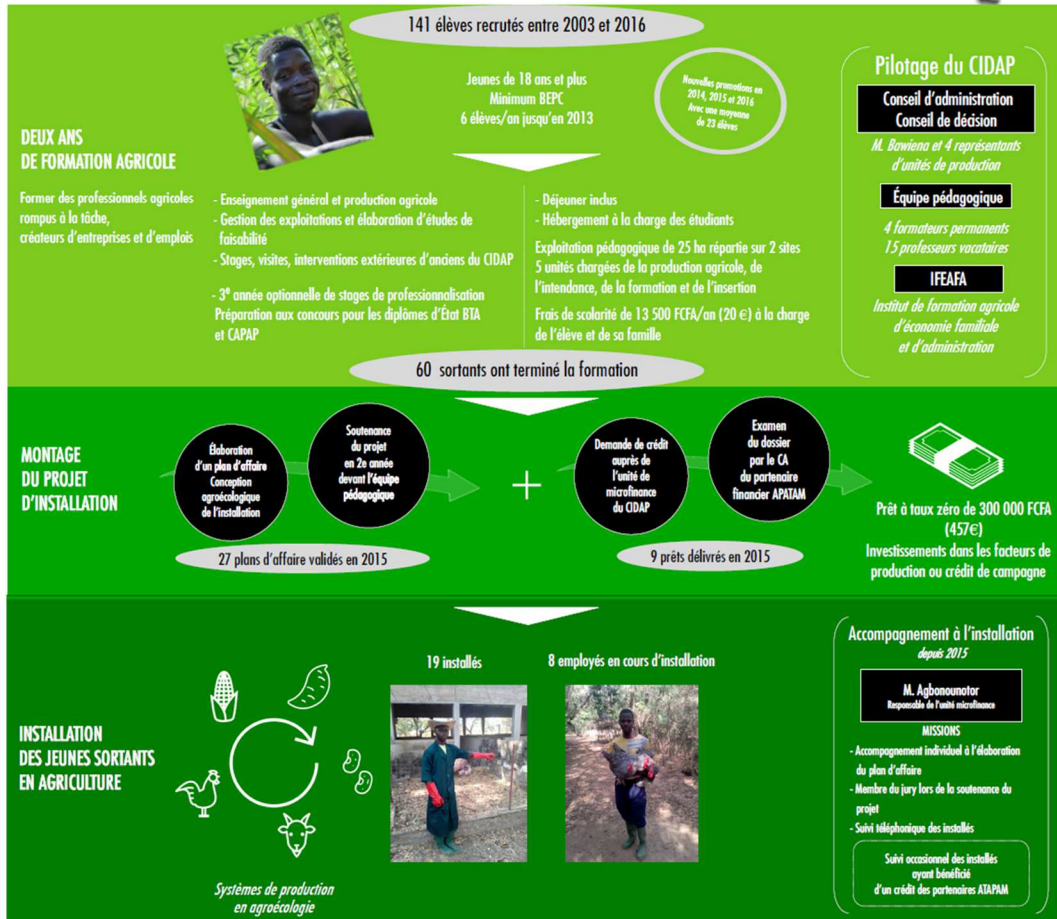 141 élèves recrutés entre 2003 et 2016
Jeunes de 18 ans et plus
Minimum BEPC
6 élèves/an jusqu'en 2013
Nouvelles promotions en
2014, 2015 et 2016
Avec une moyenne
de 23 élèves
DEUX ANS
DE FORMATION AGRICOLE
Former des professionnels agricoles
rompus à la tâche,
créateurs d'entreprises et d'emplois
- Enseignement général et production agricole
- Gestion des exploitations et élaboration d'études de
faisabilité
- Stages, visites, interventions extérieures d'anciens du CIDAP
- 3e année optionnelle de stages de professionnalisation
Préparation aux concours pour les diplômes d'État BTA
et CAPAP
- Déjeuner inclus
- Hébergement à la charge des étudiants
Exploitation pédagogique de 25 ha répartie sur 2 sites
5 unités chargées de la production agricole, de
l'intendance, de la formation et de l'insertion
Frais de scolarité de 13 500 FCFA/an (20 €) à la charge
de l'élève et de sa famille
Pilotage du CIDAP
Conseil d'administration
Conseil de décision
M. Bawiena et 4 représentants
d'unités de production
Équipe pédagogique
4 formateurs permanents
15 professeurs vacataires
IFEAFA
Institut de formation agricole
d'économie familiale
et d'administration
60 sortants ont terminé la formation
MONTAGE
DU PROJET
D'INSTALLATION
Élaboration
d'un plan d'affaire
Conception
agroécologique
de l'installation
Soutenance
du projet
en 2e année
devant l'équipe
pédagogique
27 plans d'affaire validés en 2015
+
Demande de crédit
auprès de
l'unité de
microfinance
du CIDAP
Examen
du dossier
par le CA
du partenaire
financier APATAM
9 prêts délivrés en 2015
Prêt à taux zéro de 300 000 FCFA
(457€)
Investissements dans les facteurs de
production ou crédit de campagne
INSTALLATION
DES JEUNES SORTANTS
EN AGRICULTURE
Systèmes de production
en agroécologie
19 installés
8 employés en cours d'installation
Accompagnement à l'installation
depuis 2015
M. Agbonounotor
Responsable de l'unité microfinance
MISSIONS
- Accompagnement individuel à l'élaboration
du plan d'affaire
- Membre du jury lors de la soutenance du
projet
- Suivi téléphonique des installés
Suivi occasionnel des installés
ayant bénéficié
d'un crédit des partenaires ATAPAM